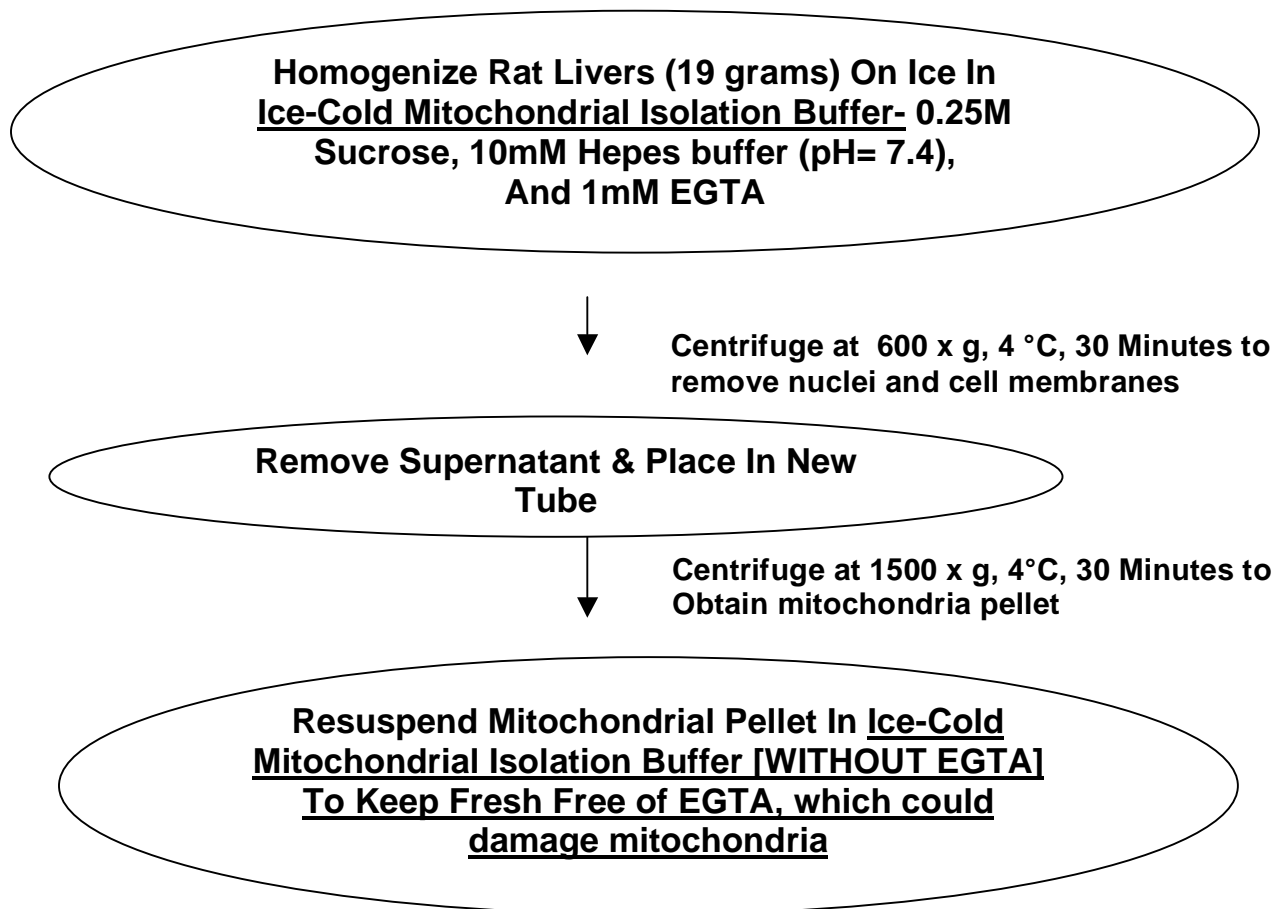 Homogenize Rat Livers (19 grams) On Ice In
Ice-Cold Mitochondrial Isolation Buffer- 0.25M
Sucrose, 10mM Hepes buffer (pH= 7.4),
And 1mM EGTA
Centrifuge at 600 x g, 4 °C, 30 Minutes to
remove nuclei and cell membranes
Remove Supernatant & Place In New
Tube
Centrifuge at 1500 x g, 4°C, 30 Minutes to
Obtain mitochondria pellet
Resuspend Mitochondrial Pellet In Ice-Cold
Mitochondrial Isolation Buffer [WITHOUT EGTA]
To Keep Fresh Free of EGTA, which could
damage mitochondria